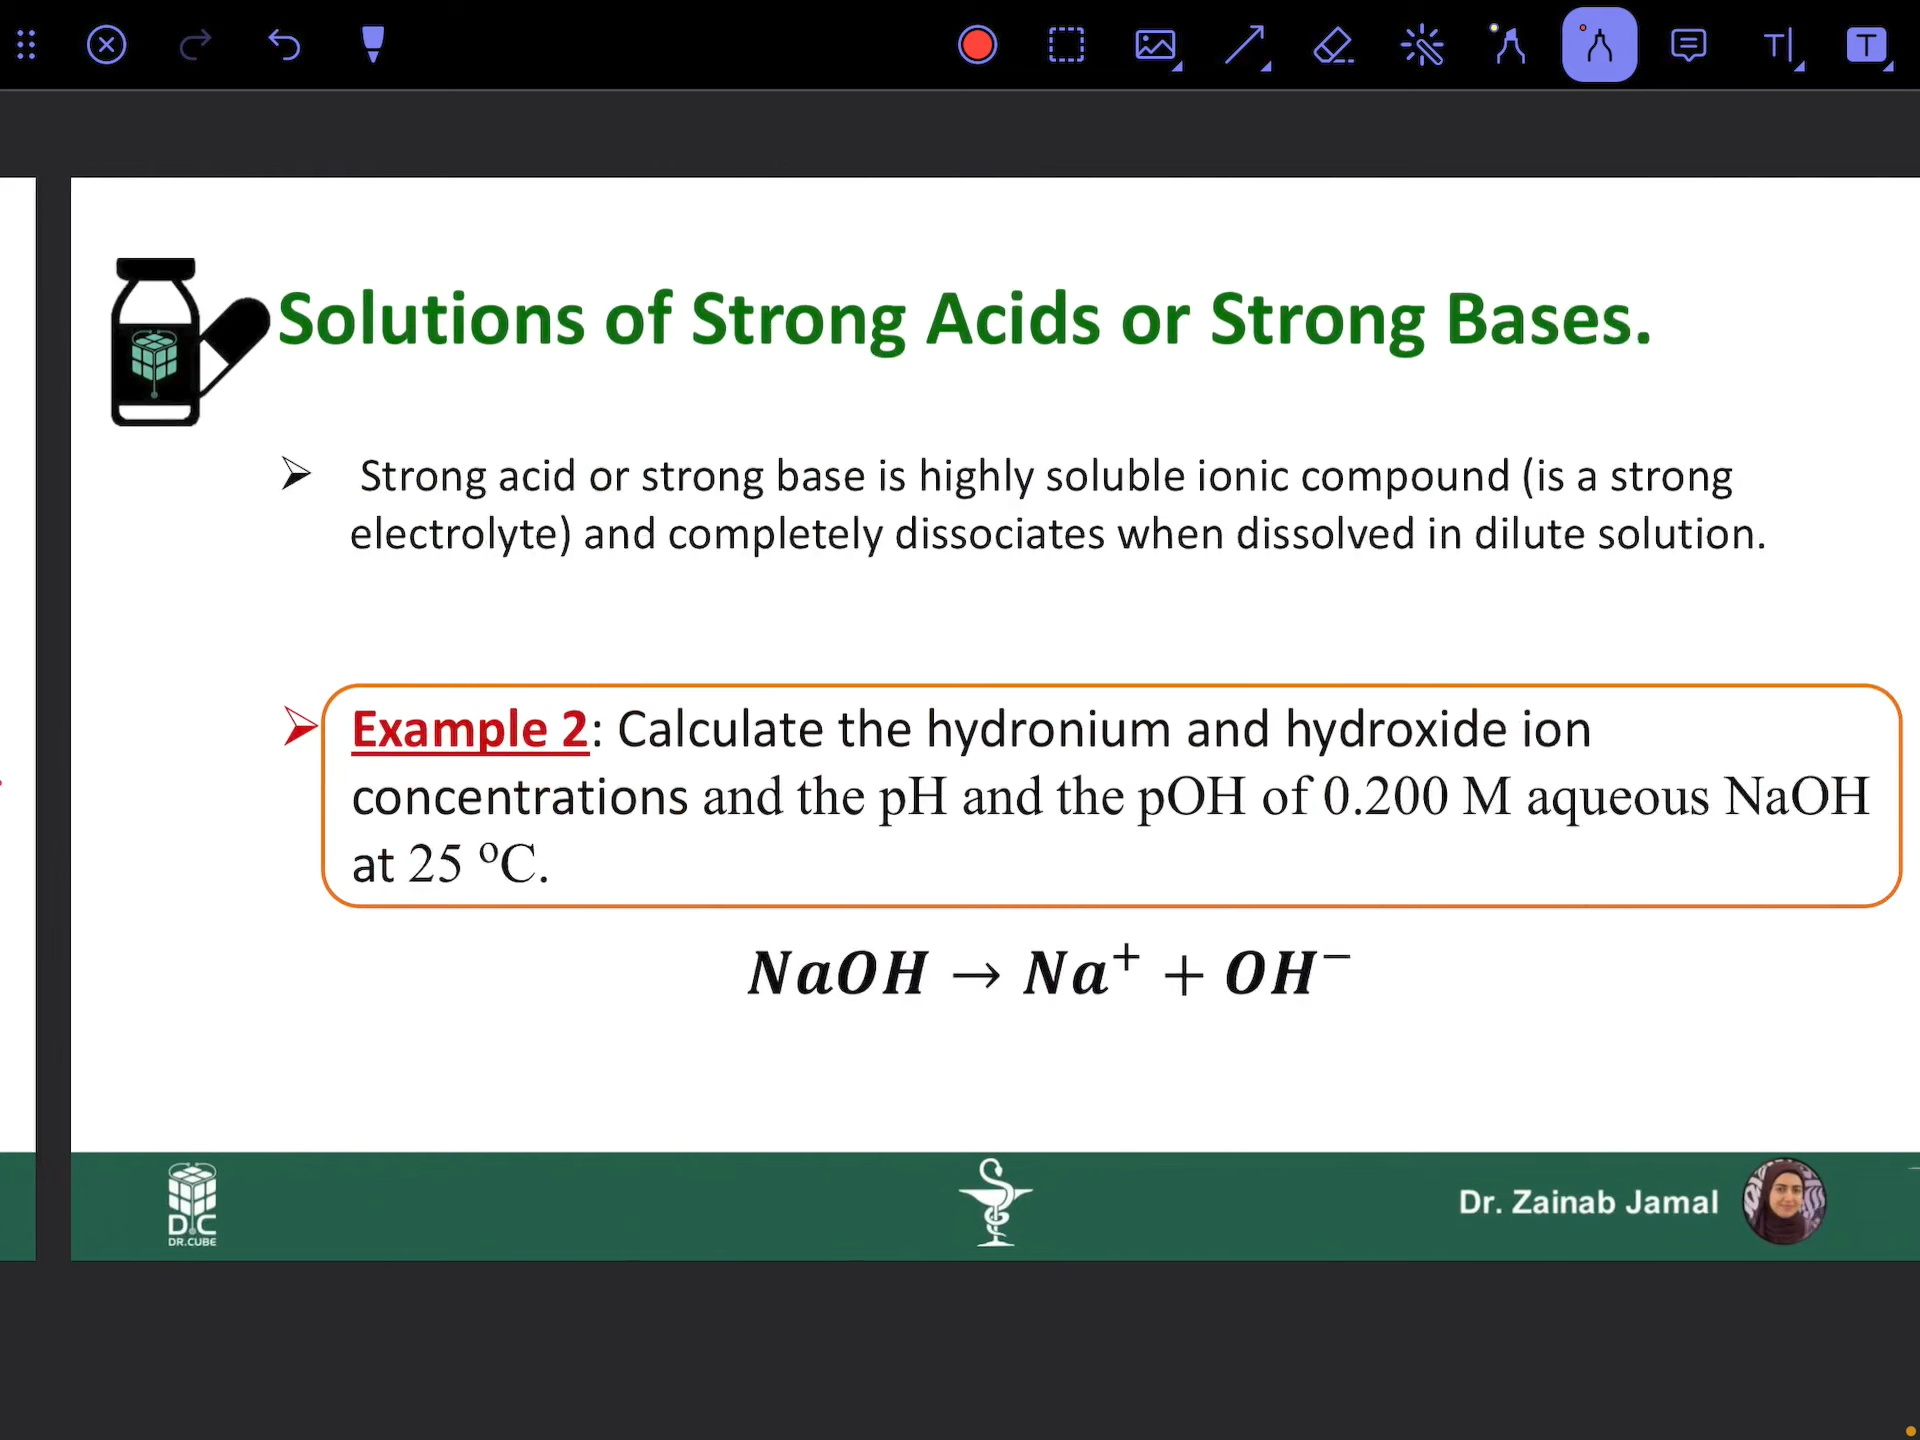 Solutions of Strong Acids or Strong Bases.
➢ Strong acid or strong base is highly soluble ionic compound (is a strong
electrolyte) and completely dissociates when dissolved in dilute solution.
➢ Example 2: Calculate the hydronium and hydroxide ion
concentrations and the pH and the pOH of 0.200 M aqueous NaOH
at 25 ⁰C.
NaOH → Na⁺ + OH⁻
DC
DR.CUBE
Dr. Zainab Jamal